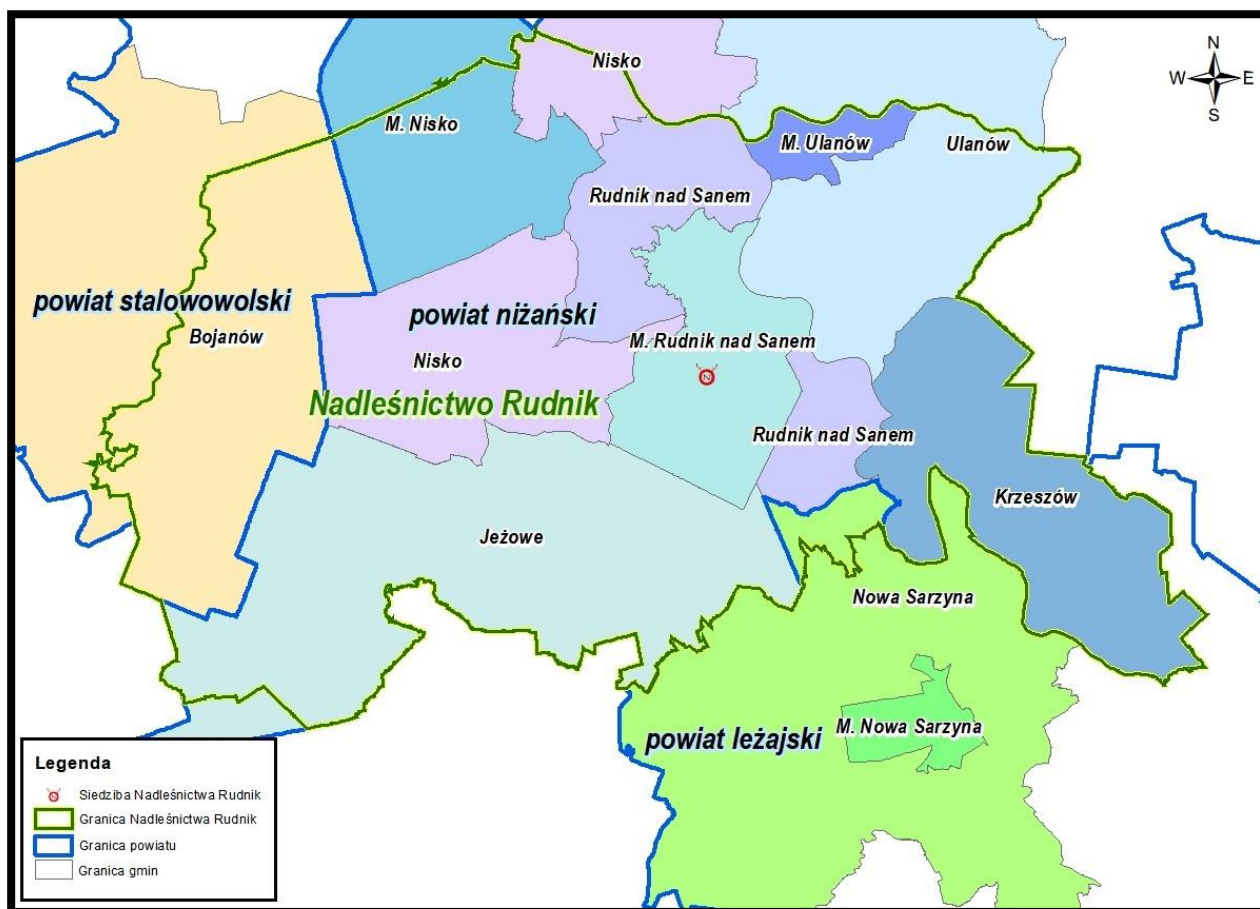 N
W E
S
Nisko
M. Nisko
M. Ulanów
Ulanów
Rudnik nad Sanem
powiat stalowowolski
powiat niżański
Bojanów
M. Rudnik nad Sanem
Nisko
N
Nadleśnictwo Rudnik
Rudnik nad Sanem
Krzeszów
Jeżowe
Nowa Sarzyna
M. Nowa Sarzyna
powiat leżajski
Legenda
Siedziba Nadleśnictwa Rudnik
Granica Nadleśnictwa Rudnik
Granica powiatu
Granica gmin